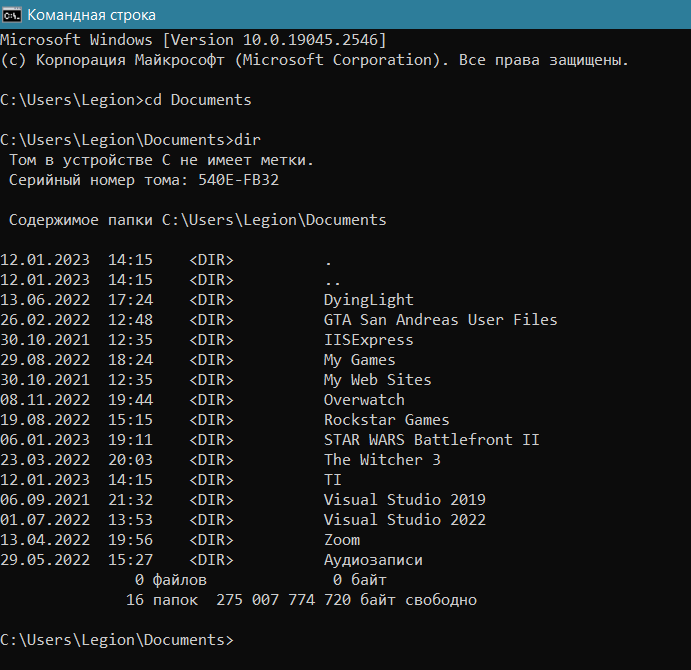 Командная строка
Microsoft Windows [Version 10.0.19045.2546]
(c) Корпорация Майкрософт (Microsoft Corporation). Все права защищены.
C:\Users\Legion>cd Documents
C:\Users\Legion\Documents>dir
 Том в устройстве C не имеет метки.
 Серийный номер тома: 540E-FB32
 Содержимое папки C:\Users\Legion\Documents
12.01.2023  14:15    <DIR>          .
12.01.2023  14:15    <DIR>          ..
13.06.2022  17:24    <DIR>          DyingLight
26.02.2022  12:48    <DIR>          GTA San Andreas User Files
30.10.2021  12:35    <DIR>          IISExpress
29.08.2022  18:24    <DIR>          My Games
30.10.2021  12:35    <DIR>          My Web Sites
08.11.2022  19:44    <DIR>          Overwatch
19.08.2022  15:15    <DIR>          Rockstar Games
06.01.2023  19:11    <DIR>          STAR WARS Battlefront II
23.03.2022  20:03    <DIR>          The Witcher 3
12.01.2023  14:15    <DIR>          TI
06.09.2021  21:32    <DIR>          Visual Studio 2019
01.07.2022  13:53    <DIR>          Visual Studio 2022
13.04.2022  19:56    <DIR>          Zoom
29.05.2022  15:27    <DIR>          Аудиозаписи
               0 файлов              0 байт
              16 папок  275 007 774 720 байт свободно
C:\Users\Legion\Documents>